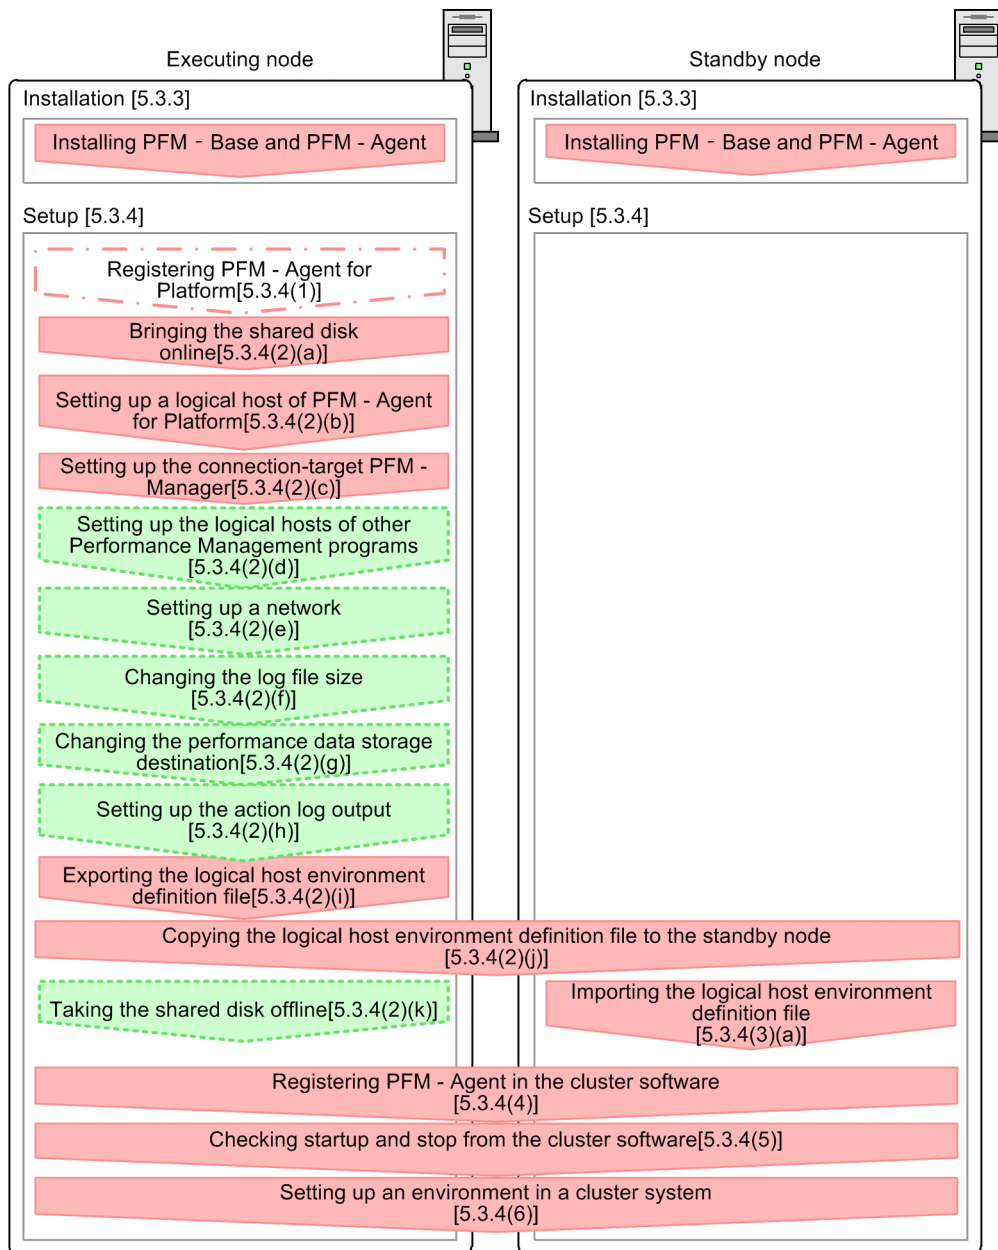 Executing node
Standby node
Installation [5.3.3]
Installation [5.3.3]
Installing PFM - Base and PFM - Agent
Installing PFM - Base and PFM - Agent
Setup [5.3.4]
Setup [5.3.4]
Registering PFM - Agent for
Platform[5.3.4(1)]
Bringing the shared disk
online[5.3.4(2)(a)]
Setting up a logical host of PFM - Agent
for Platform[5.3.4(2)(b)]
Setting up the connection-target PFM -
Manager[5.3.4(2)(c)]
Setting up the logical hosts of other
Performance Management programs
[5.3.4(2)(d)]
Setting up a network
[5.3.4(2)(e)]
Changing the log file size
[5.3.4(2)(f)]
Changing the performance data storage
destination[5.3.4(2)(g)]
Setting up the action log output
[5.3.4(2)(h)]
Exporting the logical host environment
definition file[5.3.4(2)(i)]
Copying the logical host environment definition file to the standby node
[5.3.4(2)(j)]
Taking the shared disk offline[5.3.4(2)(k)]
Importing the logical host environment
definition file
[5.3.4(3)(a)]
Registering PFM - Agent in the cluster software
[5.3.4(4)]
Checking startup and stop from the cluster software[5.3.4(5)]
Setting up an environment in a cluster system
[5.3.4(6)]